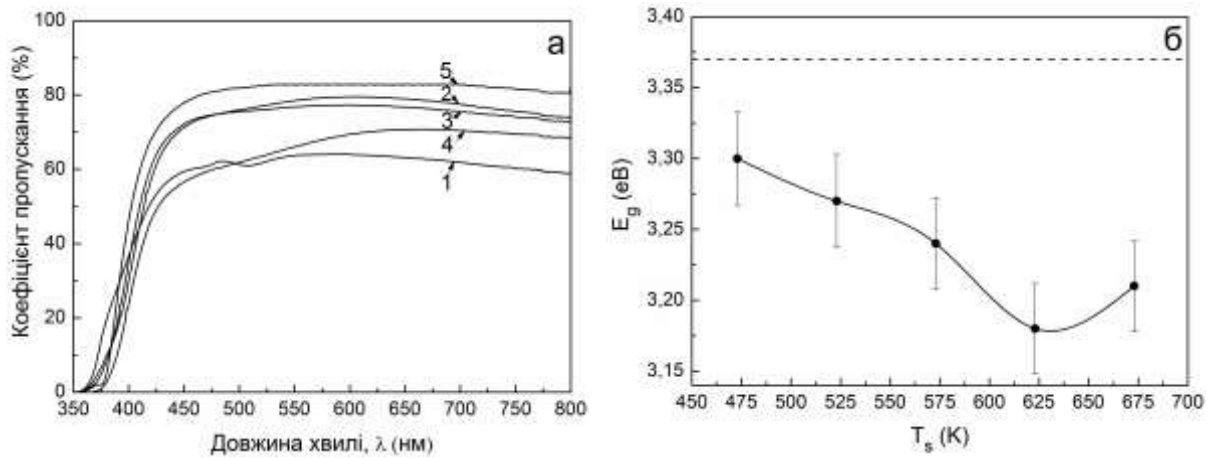 100
80
60
40
20
0
Коефіцієнт пропускання (%)
а
5
2
3
4
1
350 400 450 500 550 600 650 700 750 800
Довжина хвилі, λ (нм)
3,40
3,35
3,30
3,25
3,20
3,15
E_g (еВ)
б
450 475 500 525 550 575 600 625 650 675 700
T_s (K)